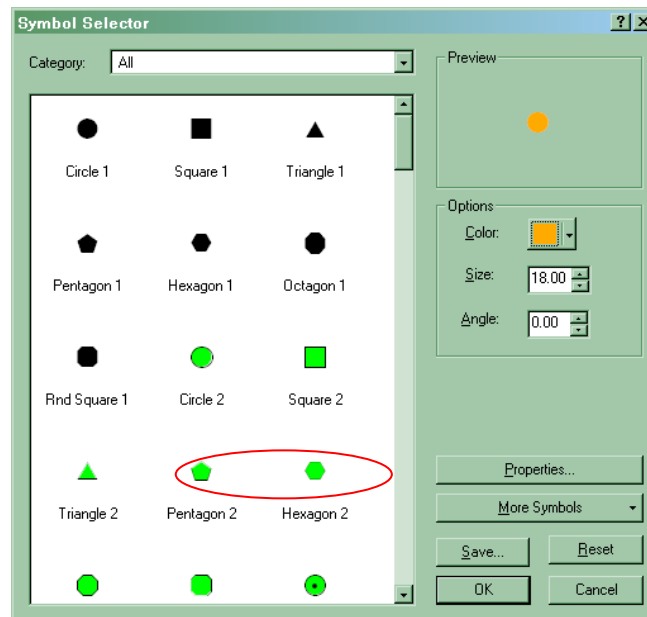 Symbol Selector
Category: All
Circle 1 Square 1 Triangle 1
Pentagon 1 Hexagon 1 Octagon 1
Rnd Square 1 Circle 2 Square 2
Triangle 2 Pentagon 2 Hexagon 2
Preview
Options
Color:
Size: 18.00
Angle: 0.00
Properties...
More Symbols
Save... Reset
OK Cancel